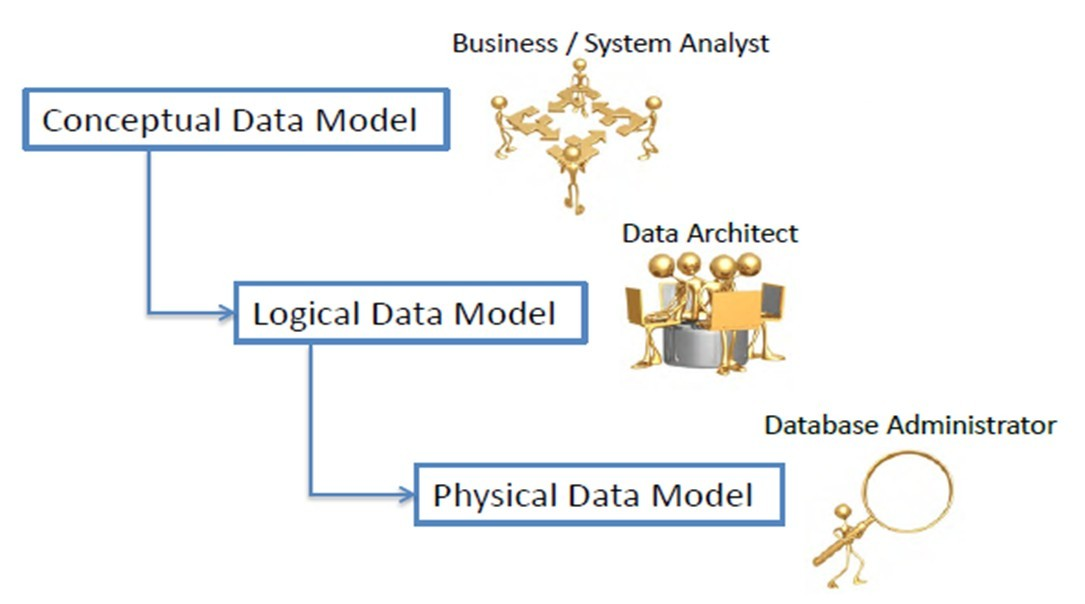 Business / System Analyst
Conceptual Data Model
Data Architect
Logical Data Model
Database Administrator
Physical Data Model